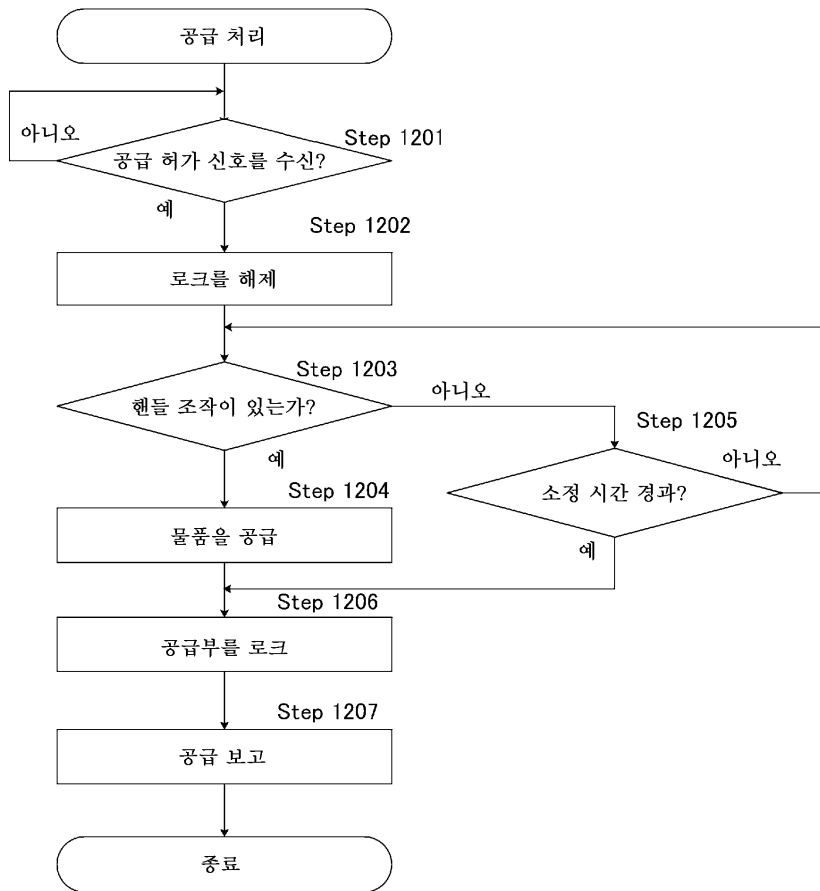 공급 처리
아니오
Step 1201
공급 허가 신호를 수신?
예
Step 1202
로크를 해제
Step 1203
핸들 조작이 있는가?
아니오
Step 1205
예
아니오
소정 시간 경과?
Step 1204
물품을 공급
예
Step 1206
공급부를 로크
Step 1207
공급 보고
종료